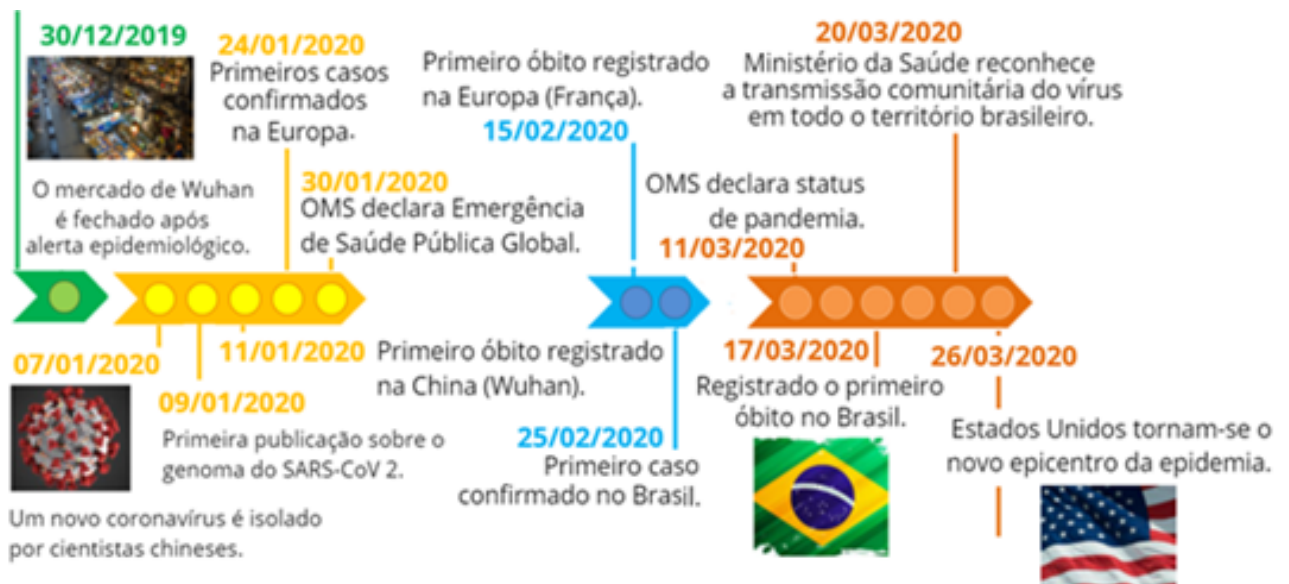 30/12/2019
O mercado de Wuhan
é fechado após
alerta epidemiológico.
07/01/2020
Um novo coronavírus é isolado
por cientistas chineses.
09/01/2020
Primeira publicação sobre o
genoma do SARS-CoV 2.
11/01/2020
Primeiro óbito registrado
na China (Wuhan).
24/01/2020
Primeiros casos
confirmados
na Europa.
30/01/2020
OMS declara Emergência
de Saúde Pública Global.
Primeiro óbito registrado
na Europa (França).
15/02/2020
25/02/2020
Primeiro caso
confirmado no Brasil.
OMS declara status
de pandemia.
11/03/2020
17/03/2020
Registrado o primeiro
óbito no Brasil.
20/03/2020
Ministério da Saúde reconhece
a transmissão comunitária do vírus
em todo o território brasileiro.
26/03/2020
Estados Unidos tornam-se o
novo epicentro da epidemia.